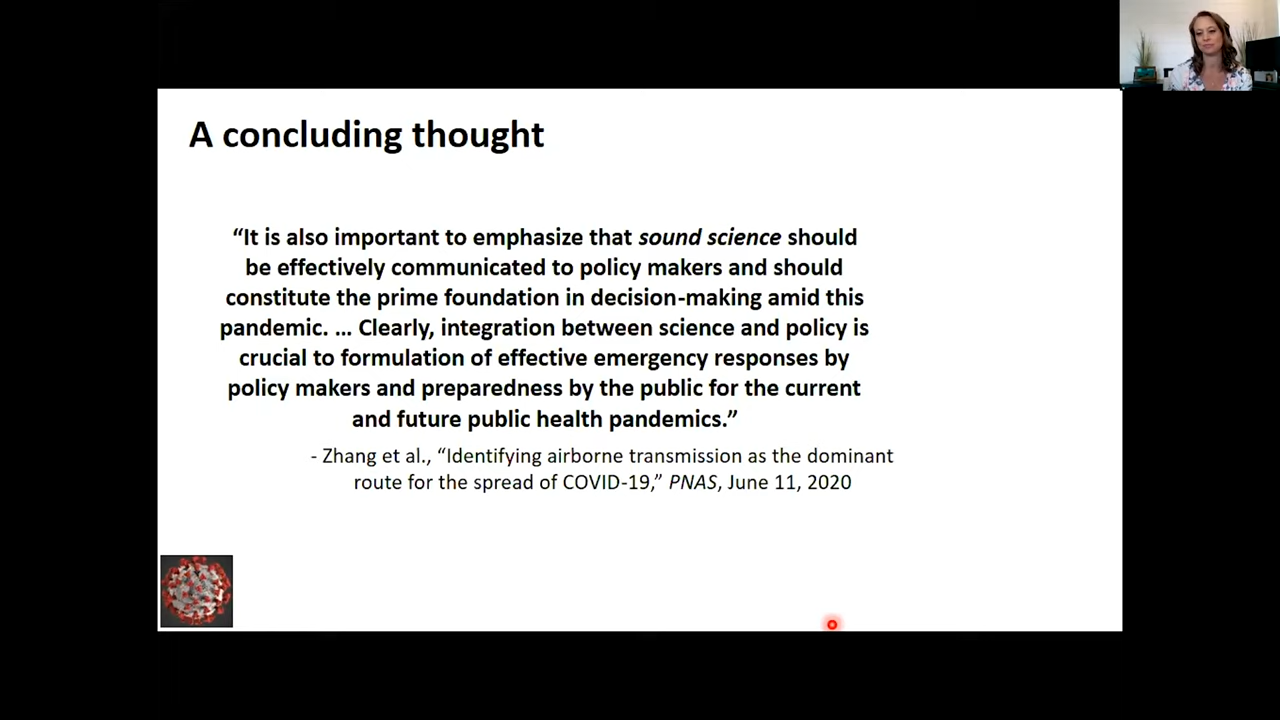 A concluding thought
“It is also important to emphasize that sound science should
be effectively communicated to policy makers and should
constitute the prime foundation in decision-making amid this
pandemic. … Clearly, integration between science and policy is
crucial to formulation of effective emergency responses by
policy makers and preparedness by the public for the current
and future public health pandemics.”
- Zhang et al., “Identifying airborne transmission as the dominant
route for the spread of COVID-19,” PNAS, June 11, 2020